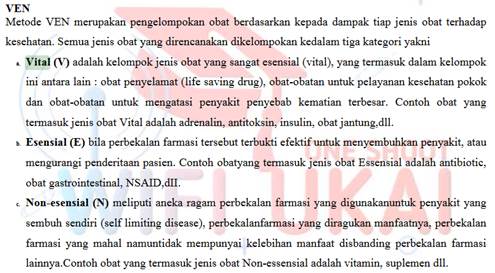 VEN
Metode VEN merupakan pengelompokan obat berdasarkan kepada dampak tiap jenis obat terhadap
kesehatan. Semua jenis obat yang direncanakan dikelompokan kedalam tiga kategori yakni
a. Vital (V) adalah kelompok jenis obat yang sangat esensial (vital), yang termasuk dalam kelompok
ini antara lain : obat penyelamat (life saving drug), obat-obatan untuk pelayanan kesehatan pokok
dan obat-obatan untuk mengatasi penyakit penyebab kematian terbesar. Contoh obat yang
termasuk jenis obat Vital adalah adrenalin, antitoksin, insulin, obat jantung,dll.
b. Esensial (E) bila perbekalan farmasi tersebut terbukti efektif untuk menyembuhkan penyakit, atau
mengurangi penderitaan pasien. Contoh obatyang termasuk jenis obat Essensial adalah antibiotic,
obat gastrointestinal, NSAID,dII.
c. Non-esensial (N) meliputi aneka ragam perbekalan farmasi yang digunakanuntuk penyakit yang
sembuh sendiri (self limiting disease), perbekalanfarmasi yang diragukan manfaatnya, perbekalan
farmasi yang mahal namuntidak mempunyai kelebihan manfaat disbanding perbekalan farmasi
lainnya.Contoh obat yang termasuk jenis obat Non-essensial adalah vitamin, suplemen dll.
ONE SHOOT
WIFI UKAI